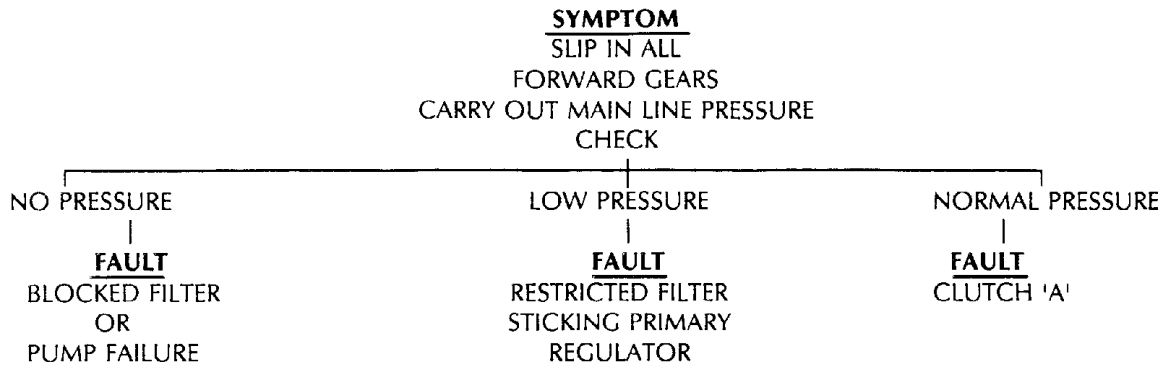 SYMPTOM
SLIP IN ALL
FORWARD GEARS
CARRY OUT MAIN LINE PRESSURE
CHECK
NO PRESSURE
LOW PRESSURE
NORMAL PRESSURE
FAULT
BLOCKED FILTER
OR
PUMP FAILURE
FAULT
RESTRICTED FILTER
STICKING PRIMARY
REGULATOR
FAULT
CLUTCH 'A'